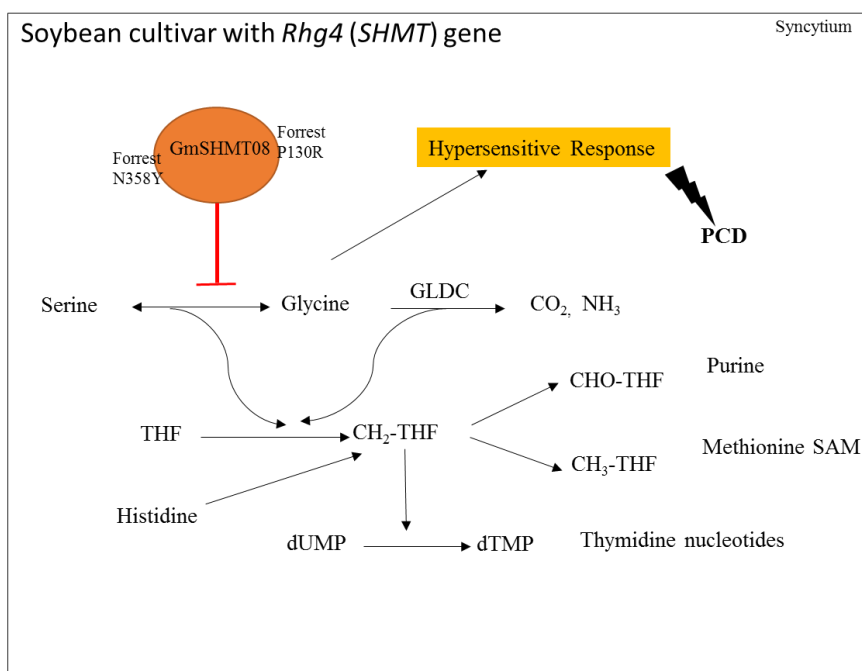 Soybean cultivar with Rhg4 (SHMT) gene
Syncytium
Forrest
P130R
GmSHMT08
Forrest
N358Y
Hypersensitive Response
PCD
Serine
Glycine
GLDC
CO₂, NH₃
CHO-THF
Purine
THF
CH₂-THF
CH₃-THF
Methionine SAM
Histidine
dUMP
dTMP
Thymidine nucleotides